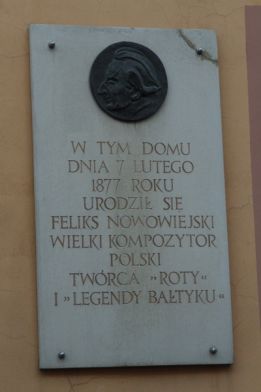 W TYM DOMU
DNIA 7 LUTEGO
1877 ROKU
URODZIŁ SIĘ
FELIKS NOWOWIEJSKI
WIELKI KOMPOZYTOR
POLSKI
TWÓRCA »ROTY«
I »LEGENDY BAŁTYKU«